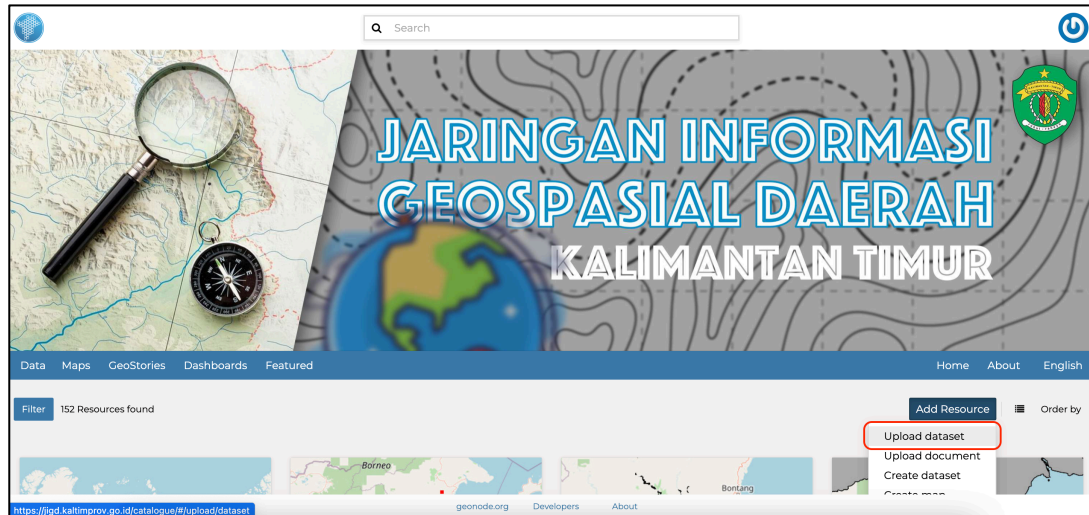 Search
JARINGAN INFORMASI
GEOSPASIAL DAERAH
KALIMANTAN TIMUR
Data Maps GeoStories Dashboards Featured Home About English
Filter 152 Resources found Add Resource Order by
Upload dataset
Upload document
Create dataset
Create map
Borneo
Bontang
https://jigd.kaltimprov.go.id/catalogue/#/upload/dataset
geonode.org Developers About